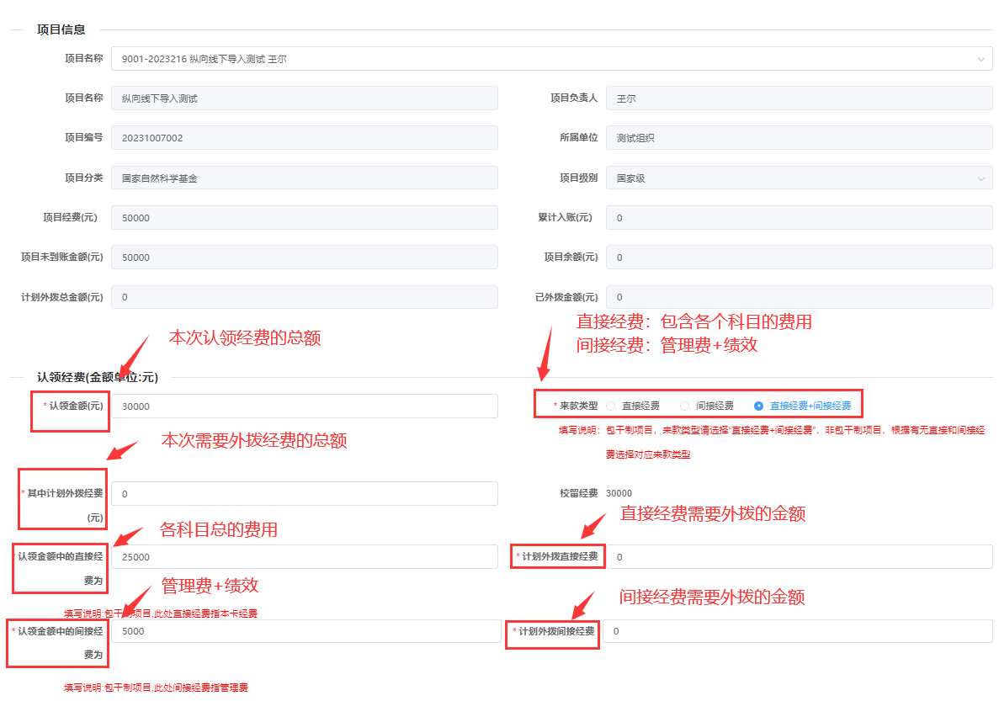 项目信息
项目名称 9001-2023216 纵向线下导入测试 王尔
项目名称 纵向线下导入测试 项目负责人 王尔
项目编号 20231007002 所属单位 测试组织
项目分类 国家自然科学基金 项目级别 国家级
项目经费(元) 50000 累计入账(元) 0
项目未到账金额(元) 50000 项目余额(元) 0
计划外拨总金额(元) 0 已外拨金额(元) 0
直接经费：包含各个科目的费用
本次认领经费的总额
间接经费：管理费+绩效
认领经费(金额单位:元)
* 认领金额(元) 30000 * 来款类型 直接经费 间接经费 直接经费+间接经费
填写说明：包干制项目，来款类型请选择“直接经费+间接经费”，非包干制项目，根据有无直接和间接经
费选择对应来款类型
本次需要外拨经费的总额
* 其中计划外拨经费 0 校留经费 30000
(元)
直接经费需要外拨的金额
各科目总的费用
* 认领金额中的直接经 25000 * 计划外拨直接经费 0
费为
管理费+绩效
间接经费需要外拨的金额
填写说明:包干制项目,此处直接经费指本卡经费
* 认领金额中的间接经 5000 * 计划外拨间接经费 0
费为
填写说明:包干制项目,此处间接经费指管理费